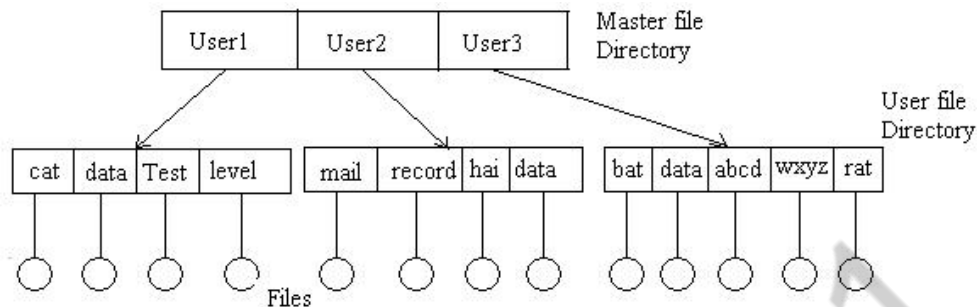 User1 User2 User3
Master file
Directory
User file
Directory
cat data Test level
mail record hai data
bat data abcd wxyz rat
Files